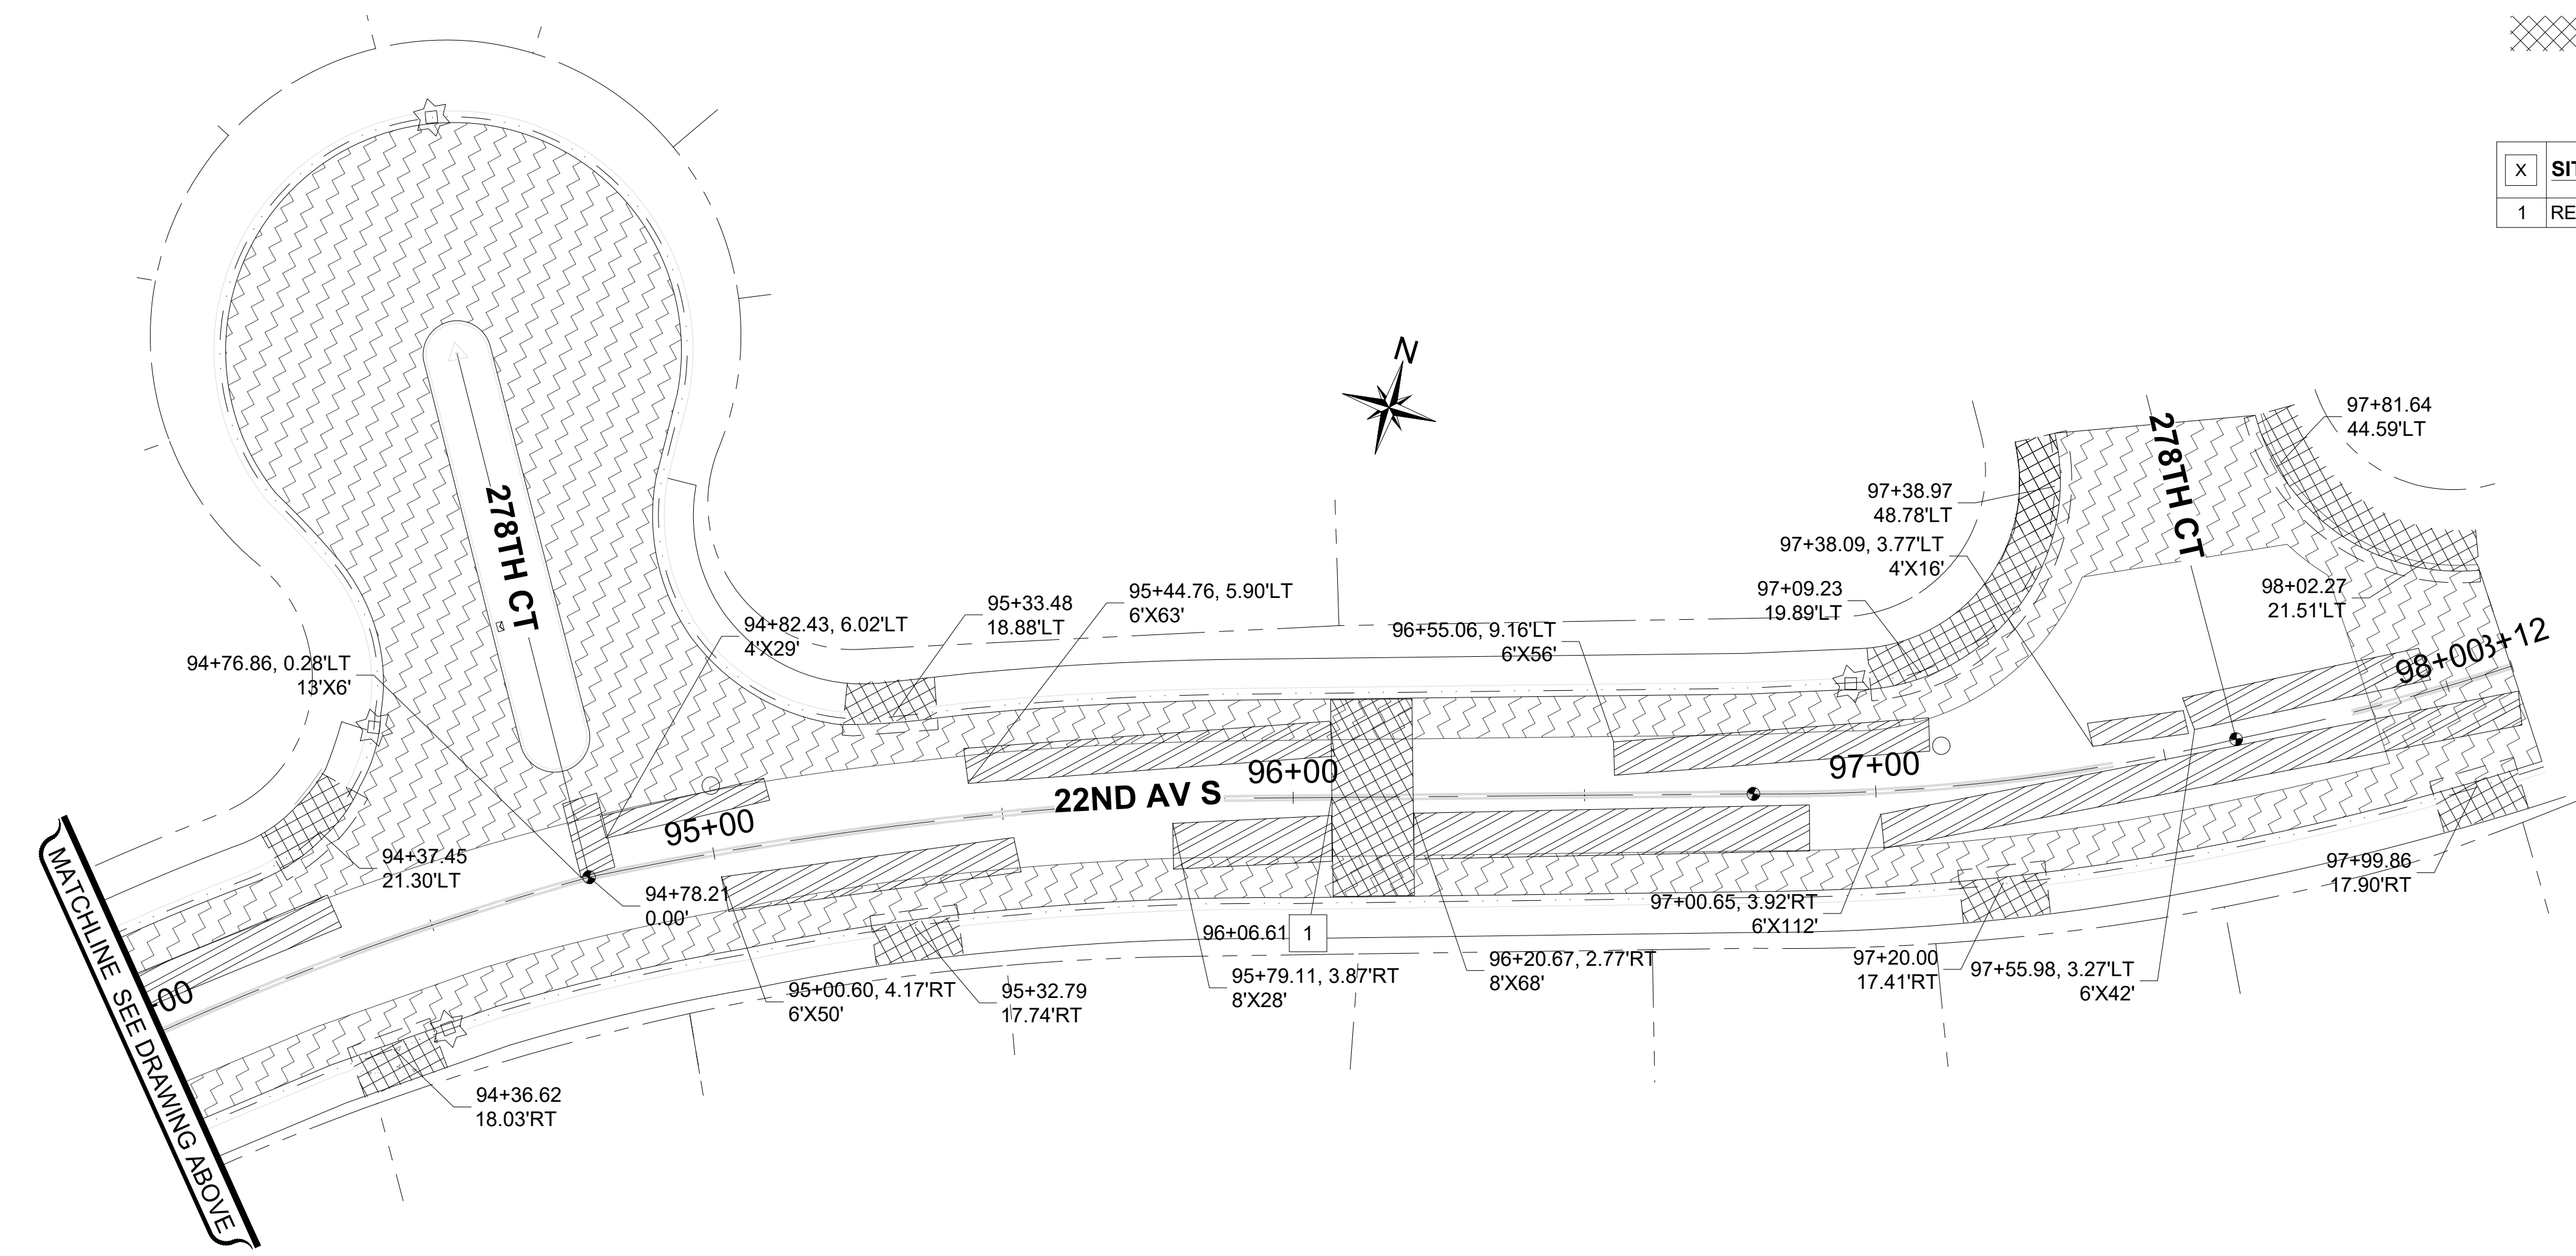 X
SIT
1
RE
N
278TH CT
278TH CT
97+81.64
44.59'LT
97+38.97
48.78'LT
97+38.09, 3.77'LT
4'X16'
97+09.23
19.89'LT
98+02.27
21.51'LT
95+44.76, 5.90'LT
6'X63'
95+33.48
18.88'LT
94+82.43, 6.02'LT
4'X29'
96+55.06, 9.16'LT
6'X56'
94+76.86, 0.28'LT
13'X6'
98+00
3+12
22ND AV S
95+00
96+00
97+00
94+37.45
21.30'LT
94+78.21
0.00'
97+99.86
17.90'RT
97+00.65, 3.92'RT
6'X112'
96+06.61
1
96+20.67, 2.77'RT
8'X68'
97+20.00
17.41'RT
97+55.98, 3.27'LT
6'X42'
95+79.11, 3.87'RT
8'X28'
95+00.60, 4.17'RT
6'X50'
95+32.79
17.74'RT
94+36.62
18.03'RT
00
MATCHLINE SEE DRAWING ABOVE